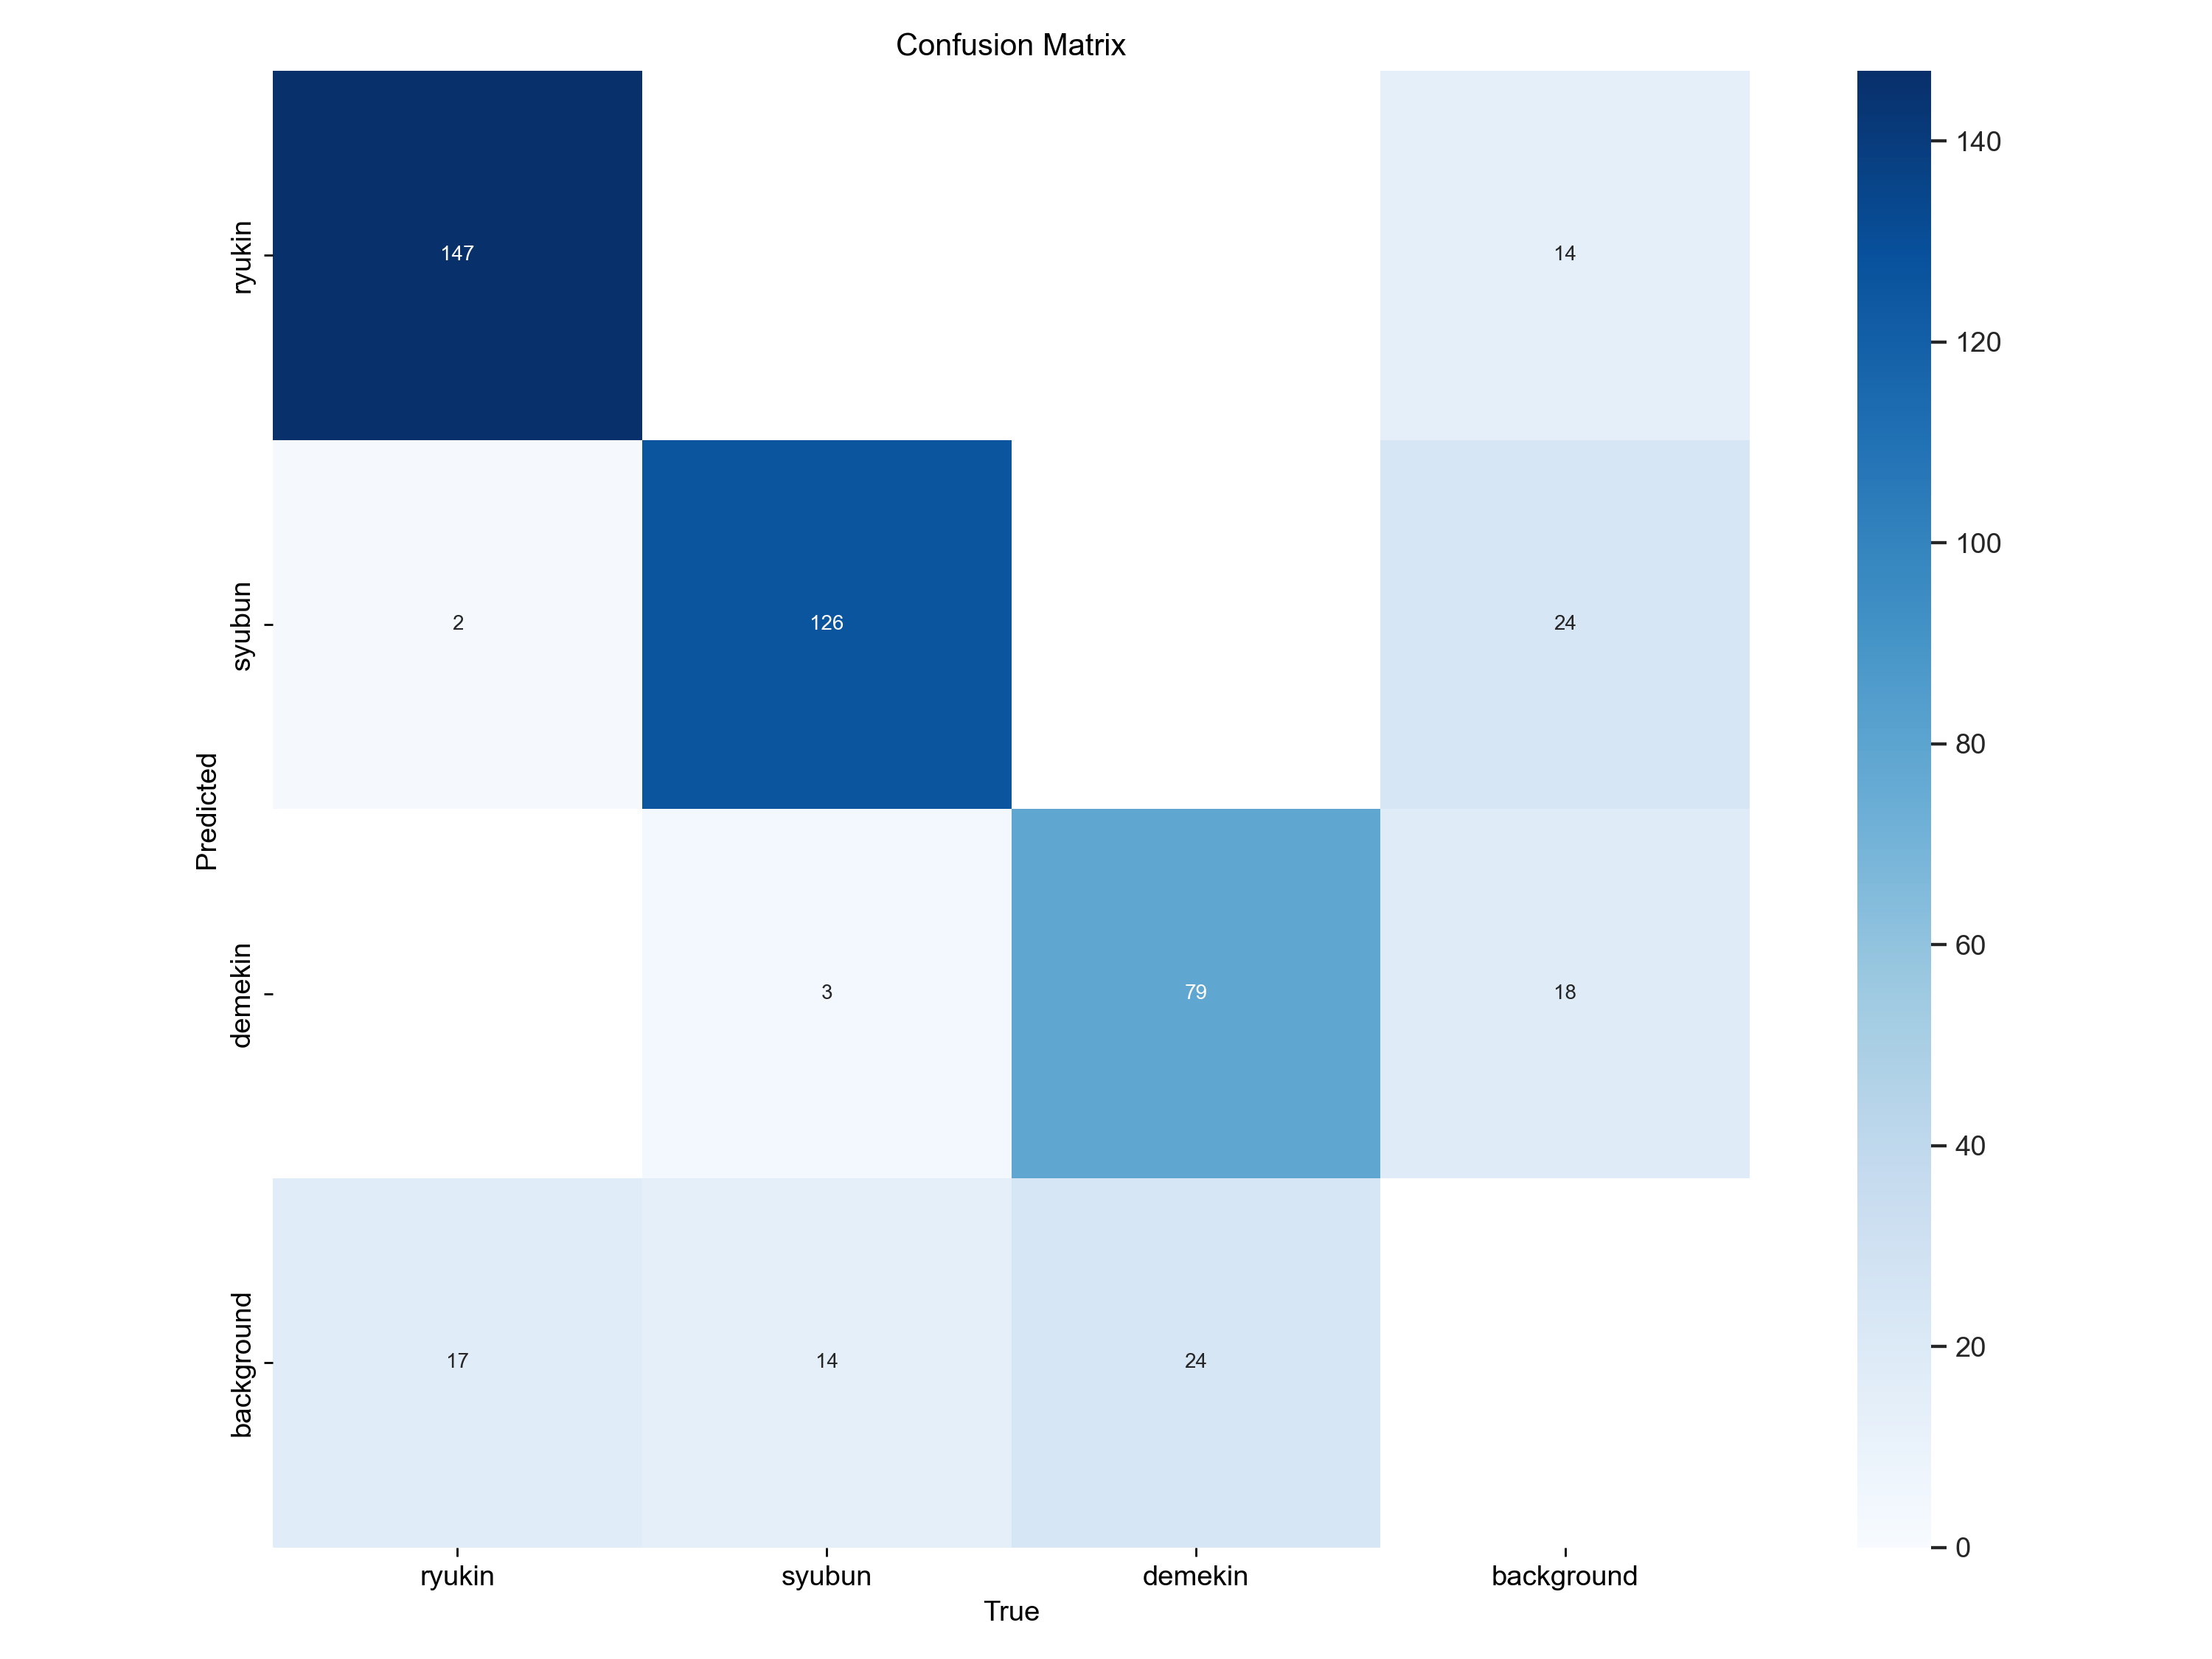 Confusion Matrix
ryukin
147
14
syubun
2
126
24
demekin
3
79
18
background
17
14
24
Predicted
ryukin
syubun
demekin
background
True
140
120
100
80
60
40
20
0